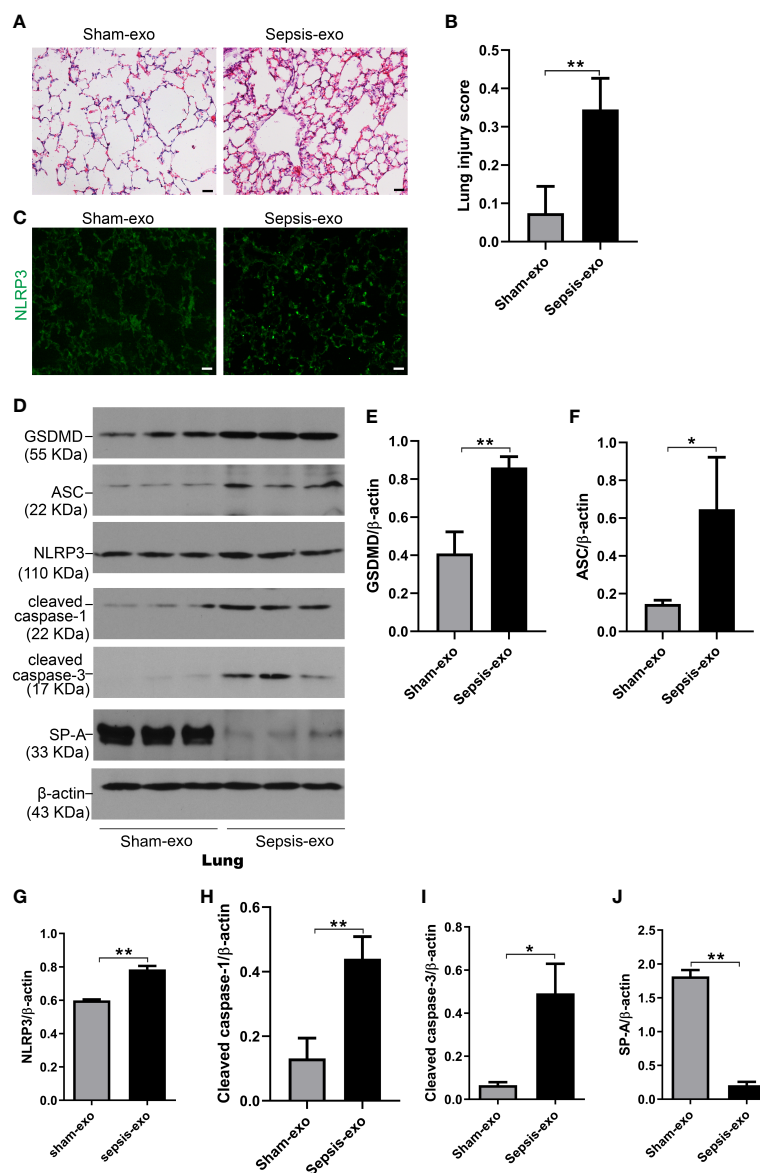 A
Sham-exo
Sepsis-exo
B
Lung injury score
0.5
0.4
0.3
0.2
0.1
0.0
**
Sham-exo
Sepsis-exo
C
Sham-exo
Sepsis-exo
NLRP3
D
GSDMD
(55 KDa)
ASC
(22 KDa)
NLRP3
(110 KDa)
cleaved
caspase-1
(22 KDa)
cleaved
caspase-3
(17 KDa)
SP-A
(33 KDa)
β-actin
(43 KDa)
Sham-exo
Sepsis-exo
Lung
E
GSDMD/β-actin
1.0
0.8
0.6
0.4
0.2
0.0
**
Sham-exo
Sepsis-exo
F
ASC/β-actin
1.0
0.8
0.6
0.4
0.2
0.0
*
Sham-exo
Sepsis-exo
G
NLRP3/β-actin
1.0
0.8
0.6
0.4
0.2
0.0
**
sham-exo
sepsis-exo
H
Cleaved caspase-1/β-actin
0.6
0.4
0.2
0.0
**
Sham-exo
Sepsis-exo
I
Cleaved caspase-3/β-actin
0.8
0.6
0.4
0.2
0.0
*
Sham-exo
Sepsis-exo
J
SP-A/β-actin
2.0
1.5
1.0
0.5
0.0
**
Sham-exo
Sepsis-exo